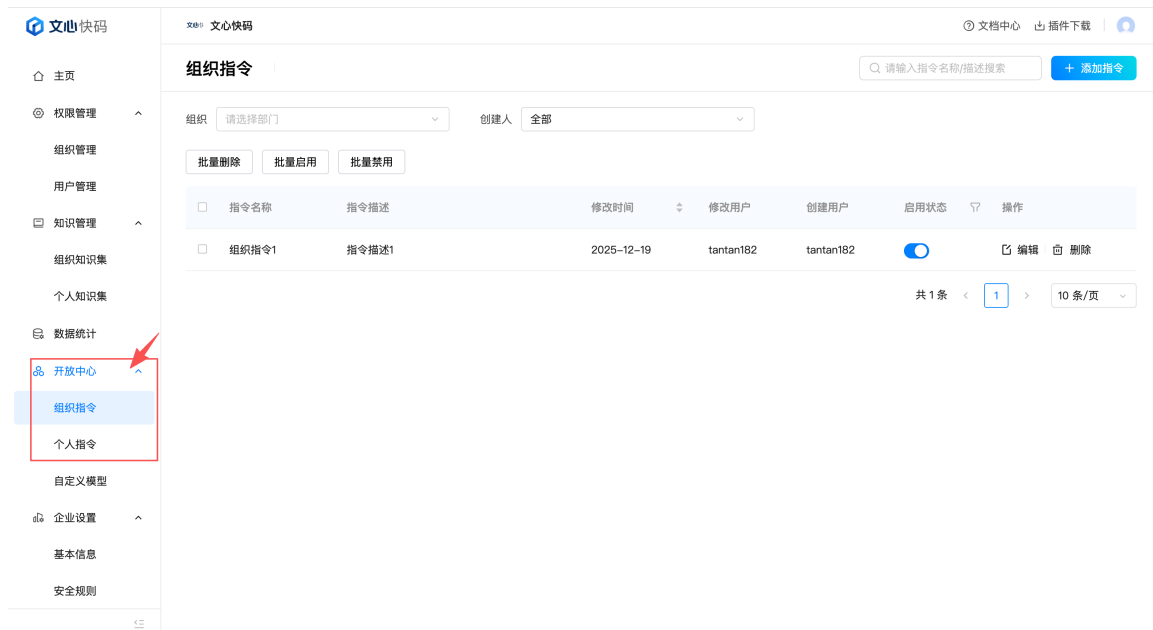 文心快码
文心快码
文档中心
插件下载
主页
权限管理
组织管理
用户管理
知识管理
组织知识集
个人知识集
数据统计
开放中心
组织指令
个人指令
自定义模型
企业设置
基本信息
安全规则
组织指令
请输入指令名称/描述搜索
+ 添加指令
组织 请选择部门 创建人 全部
批量删除 批量启用 批量禁用
指令名称 指令描述 修改时间 修改用户 创建用户 启用状态 操作
组织指令1 指令描述1 2025-12-19 tantan182 tantan182 编辑 删除
共 1 条 < 1 > 10 条/页